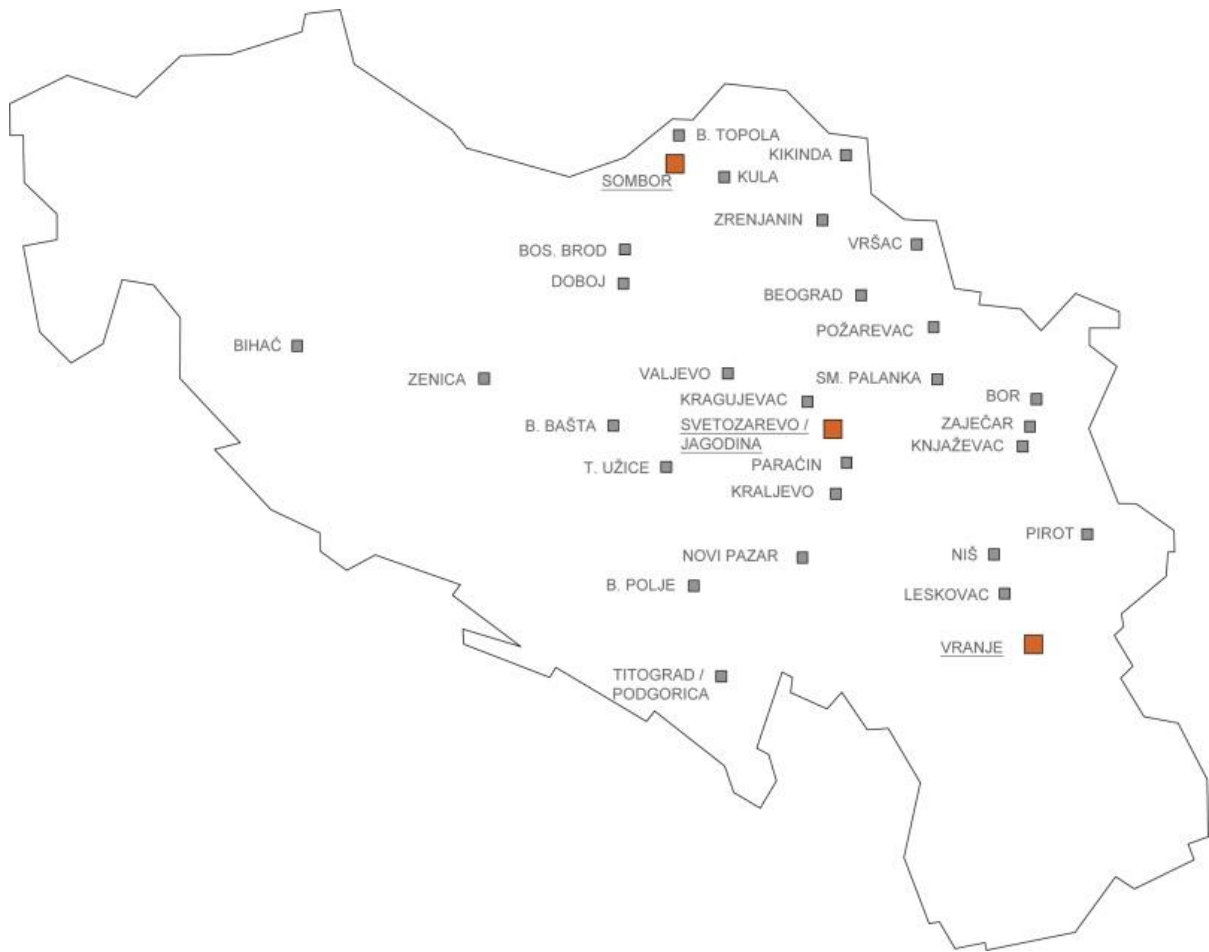 B. TOPOLA
KIKINDA
SOMBOR
KULA
ZRENJANIN
VRŠAC
BOS. BROD
DOBOJ
BEOGRAD
POŽAREVAC
BIHAĆ
ZENICA
VALJEVO
SM. PALANKA
KRAGUJEVAC
BOR
B. BAŠTA
SVETOZAREVO /
JAGODINA
ZAJEČAR
KNJAŽEVAC
T. UŽICE
PARAĆIN
KRALJEVO
PIROT
NOVI PAZAR
NIŠ
B. POLJE
LESKOVAC
VRANJE
TITOGRAD /
PODGORICA